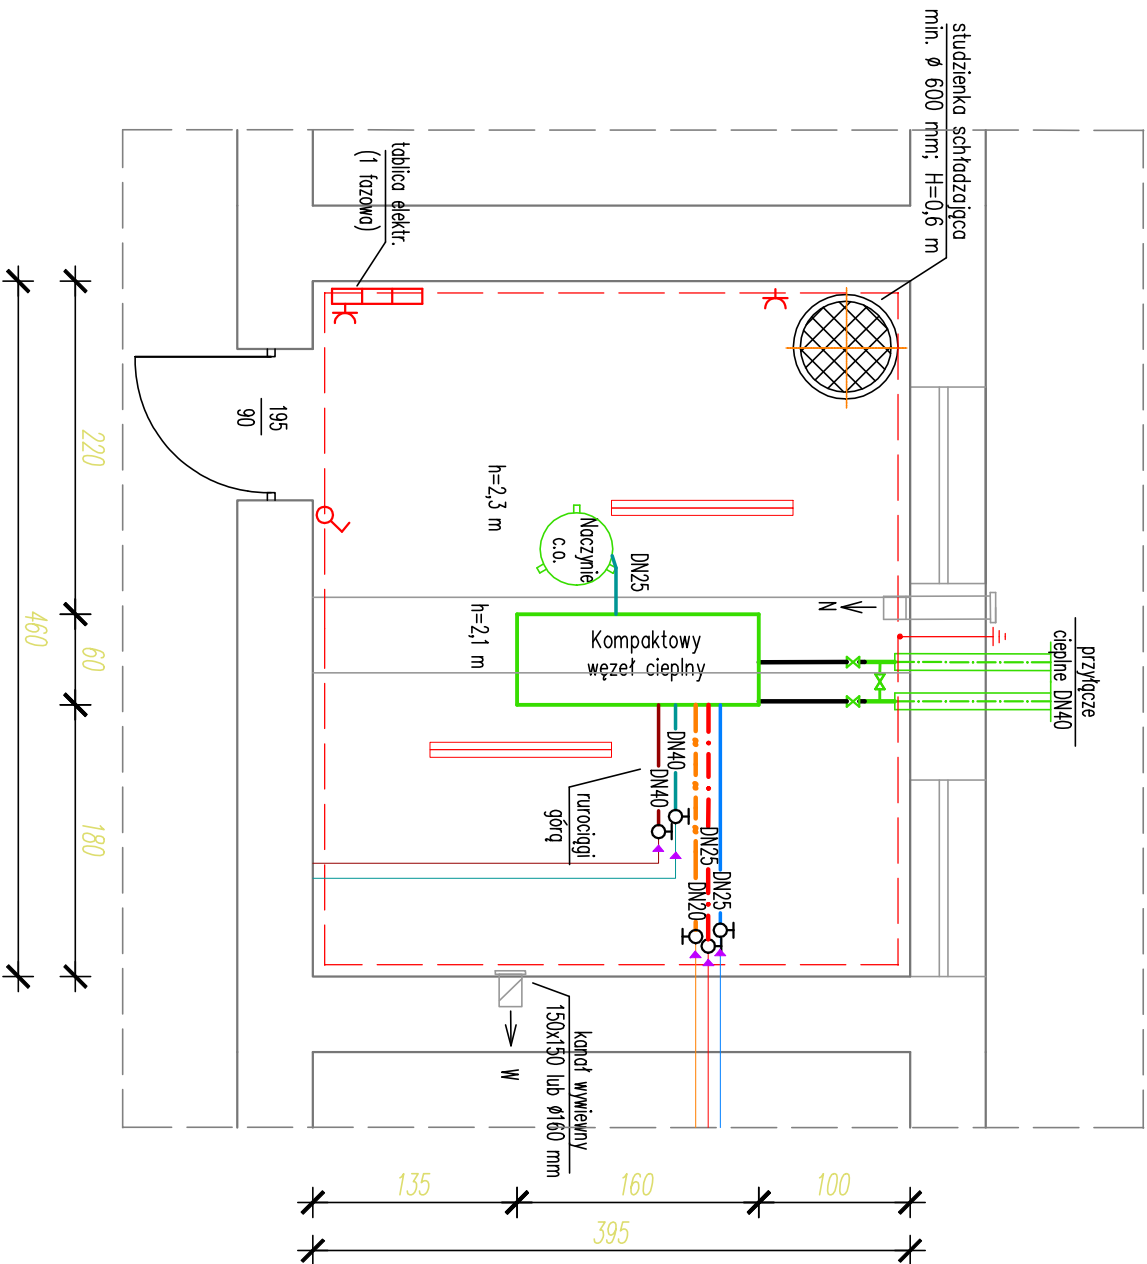 studzienka schładzająca
min. ø 600 mm; H=0,6 m
tablica elektr.
(1 fazowa)
195
90
h=2,3 m
Naczynie
c.o.
DN25
h=2,1 m
Kompaktowy
węzeł cieplny
N
przyłącze
cieplne DN40
DN40
DN40
DN25
DN25
DN20
rurociągi
górą
kanał wywiewny
150x150 lub ø160 mm
W
220
60
180
460
135
160
100
395